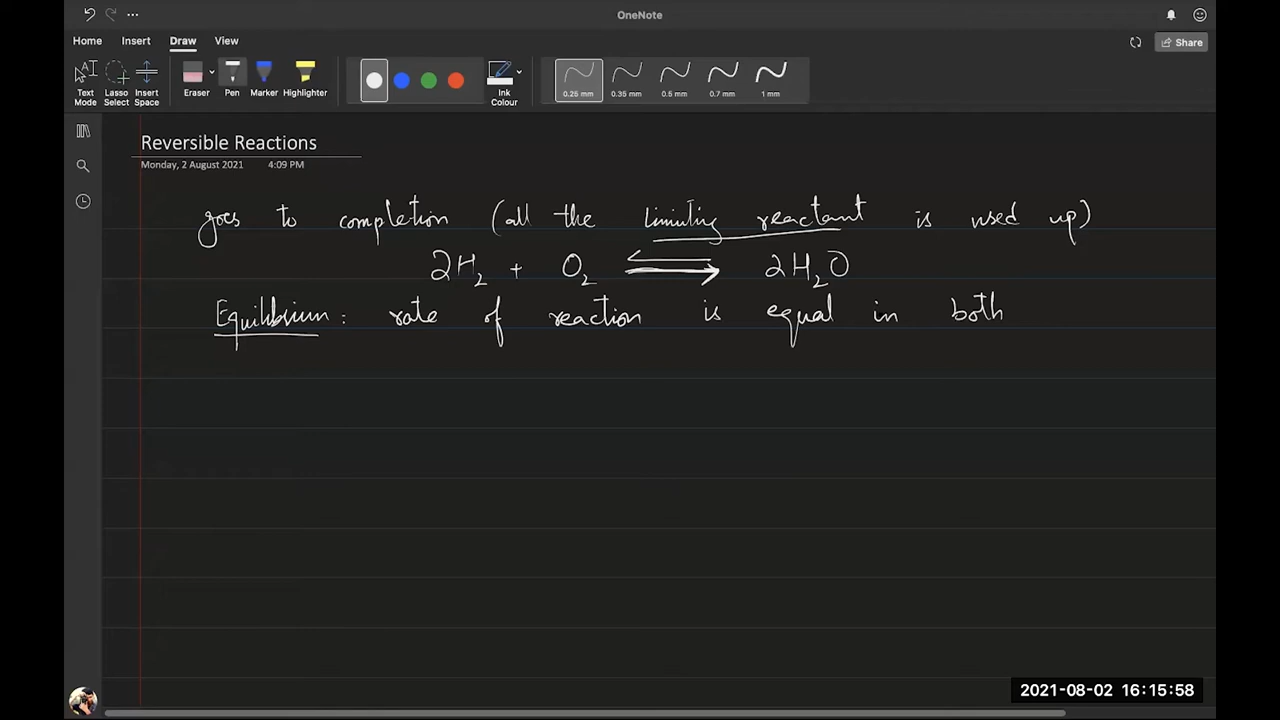 OneNote
Home Insert Draw View
Share
Text Mode
Lasso Select
Insert Space
Eraser
Pen
Marker
Highlighter
Ink Colour
0.25 mm 0.35 mm 0.5 mm 0.7 mm 1 mm
Reversible Reactions
Monday, 2 August 2021 4:09 PM
goes to completion (all the limiting reactant is used up)
2H₂ + O₂ ⇌ 2H₂O
Equilibrium: rate of reaction is equal in both
2021-08-02 16:15:58